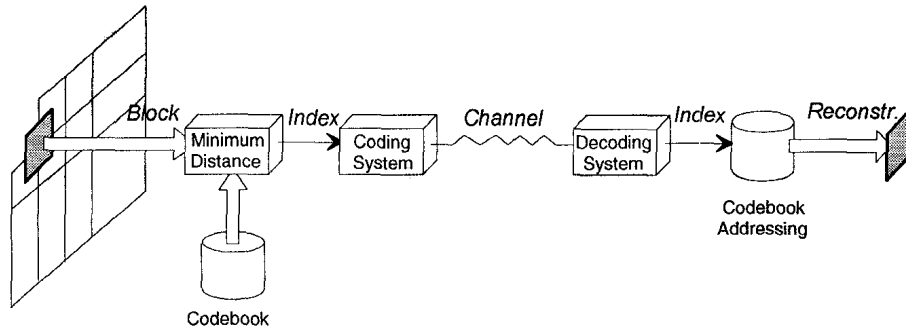 Block
Minimum
Distance
Index
Coding
System
Channel
Decoding
System
Index
Reconstr.
Codebook
Addressing
Codebook